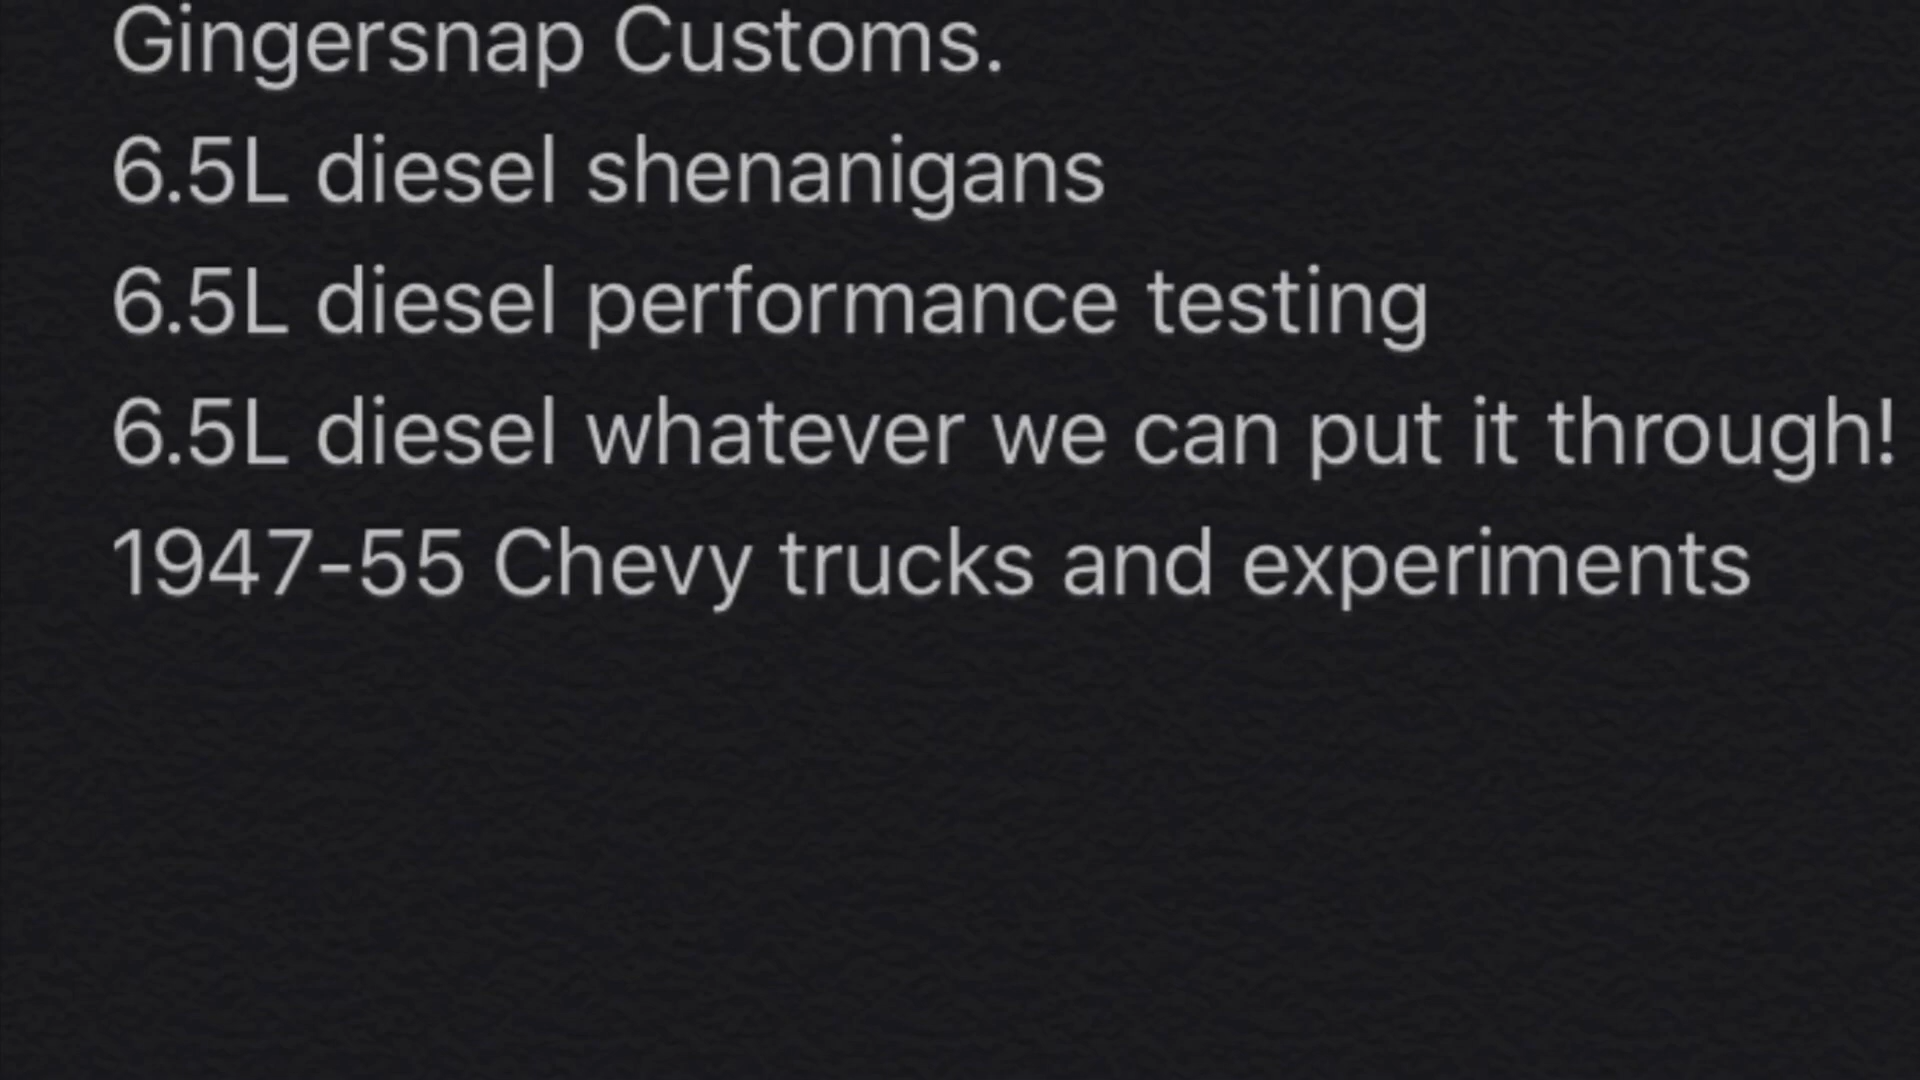 Gingersnap Customs.
6.5L diesel shenanigans
6.5L diesel performance testing
6.5L diesel whatever we can put it through!
1947-55 Chevy trucks and experiments